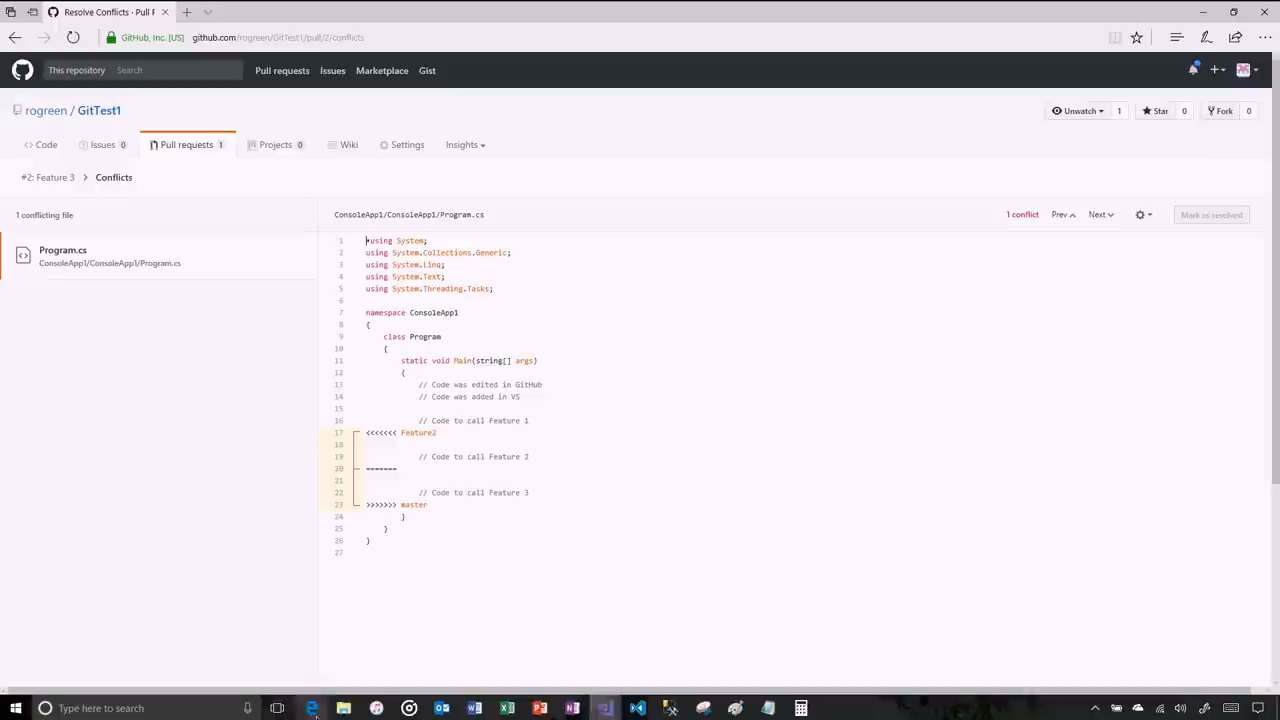 Resolve Conflicts · Pull F
GitHub, Inc. [US] github.com/rogreen/GitTest1/pull/2/conflicts
This repository Search Pull requests Issues Marketplace Gist
rogreen / GitTest1 Unwatch 1 Star 0 Fork 0
Code Issues 0 Pull requests 1 Projects 0 Wiki Settings Insights
#2: Feature 3 Conflicts
1 conflicting file ConsoleApp1/ConsoleApp1/Program.cs 1 conflict Prev Next Mark as resolved
Program.cs
ConsoleApp1/ConsoleApp1/Program.cs
1 •using System;
2 using System.Collections.Generic;
3 using System.Linq;
4 using System.Text;
5 using System.Threading.Tasks;
6
7 namespace ConsoleApp1
8 {
9 class Program
10 {
11 static void Main(string[] args)
12 {
13 // Code was edited in GitHub
14 // Code was added in VS
15
16 // Code to call Feature 1
17 <<<<<<< Feature2
18
19 // Code to call Feature 2
20 =======
21
22 // Code to call Feature 3
23 >>>>>>> master
24 }
25 }
26 }
27
Type here to search